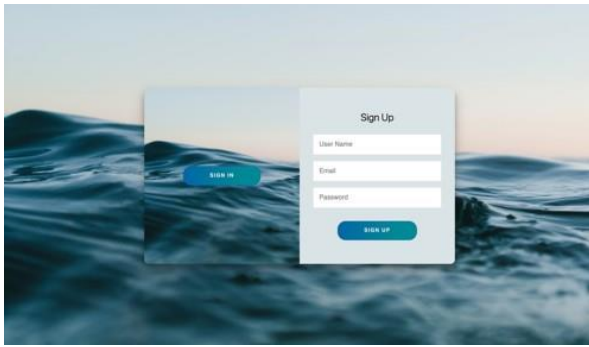 SIGN IN
Sign Up
User Name
Email
Password
SIGN UP